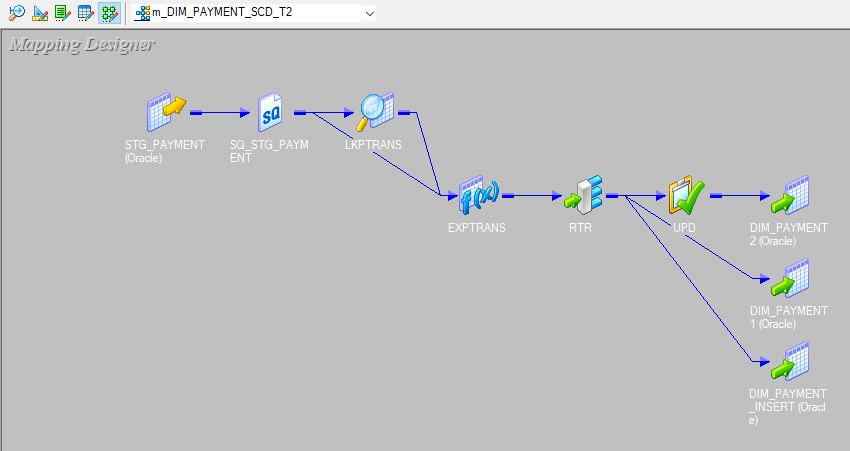 m_DIM_PAYMENT_SCD_T2
Mapping Designer
STG_PAYMENT
(Oracle)
SQ_STG_PAYM
ENT
LKPTRANS
EXPTRANS
RTR
UPD
DIM_PAYMENT
2 (Oracle)
DIM_PAYMENT
1 (Oracle)
DIM_PAYMENT
_INSERT (Oracl
e)
SQ
f(x)